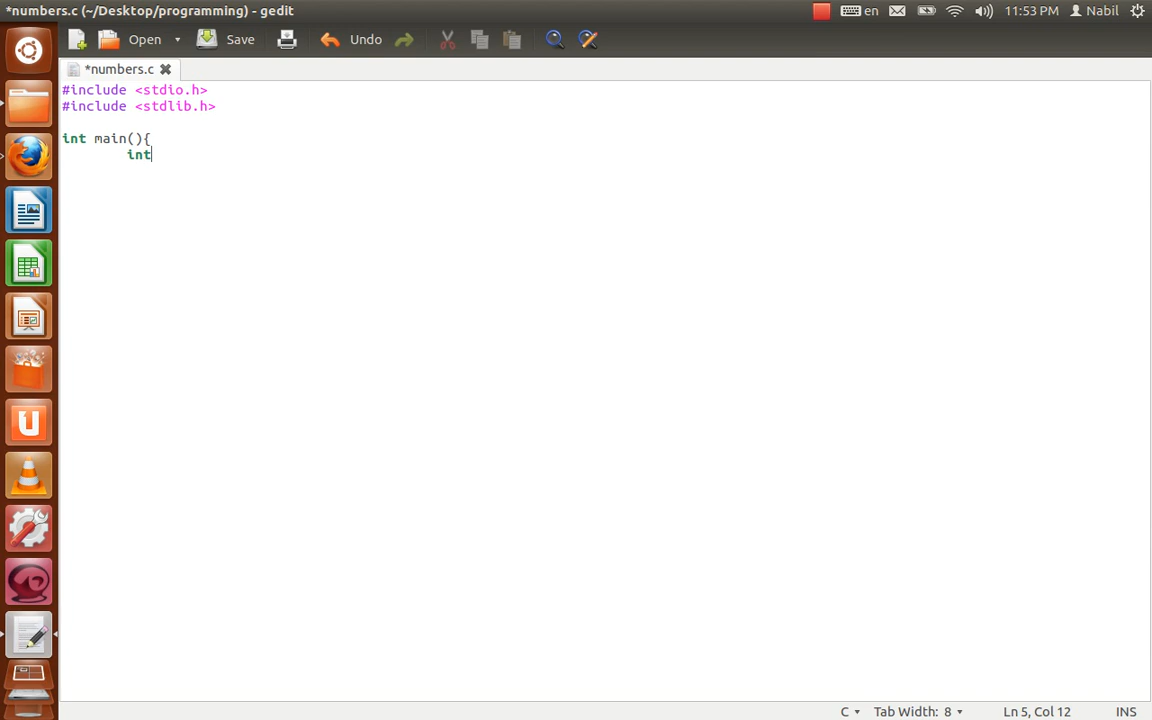 *numbers.c (~/Desktop/programming) - gedit
en
11:53 PM
Nabil
Open
Save
Undo
*numbers.c
#include <stdio.h>
#include <stdlib.h>
int main(){
int
C
Tab Width: 8
Ln 5, Col 12
INS